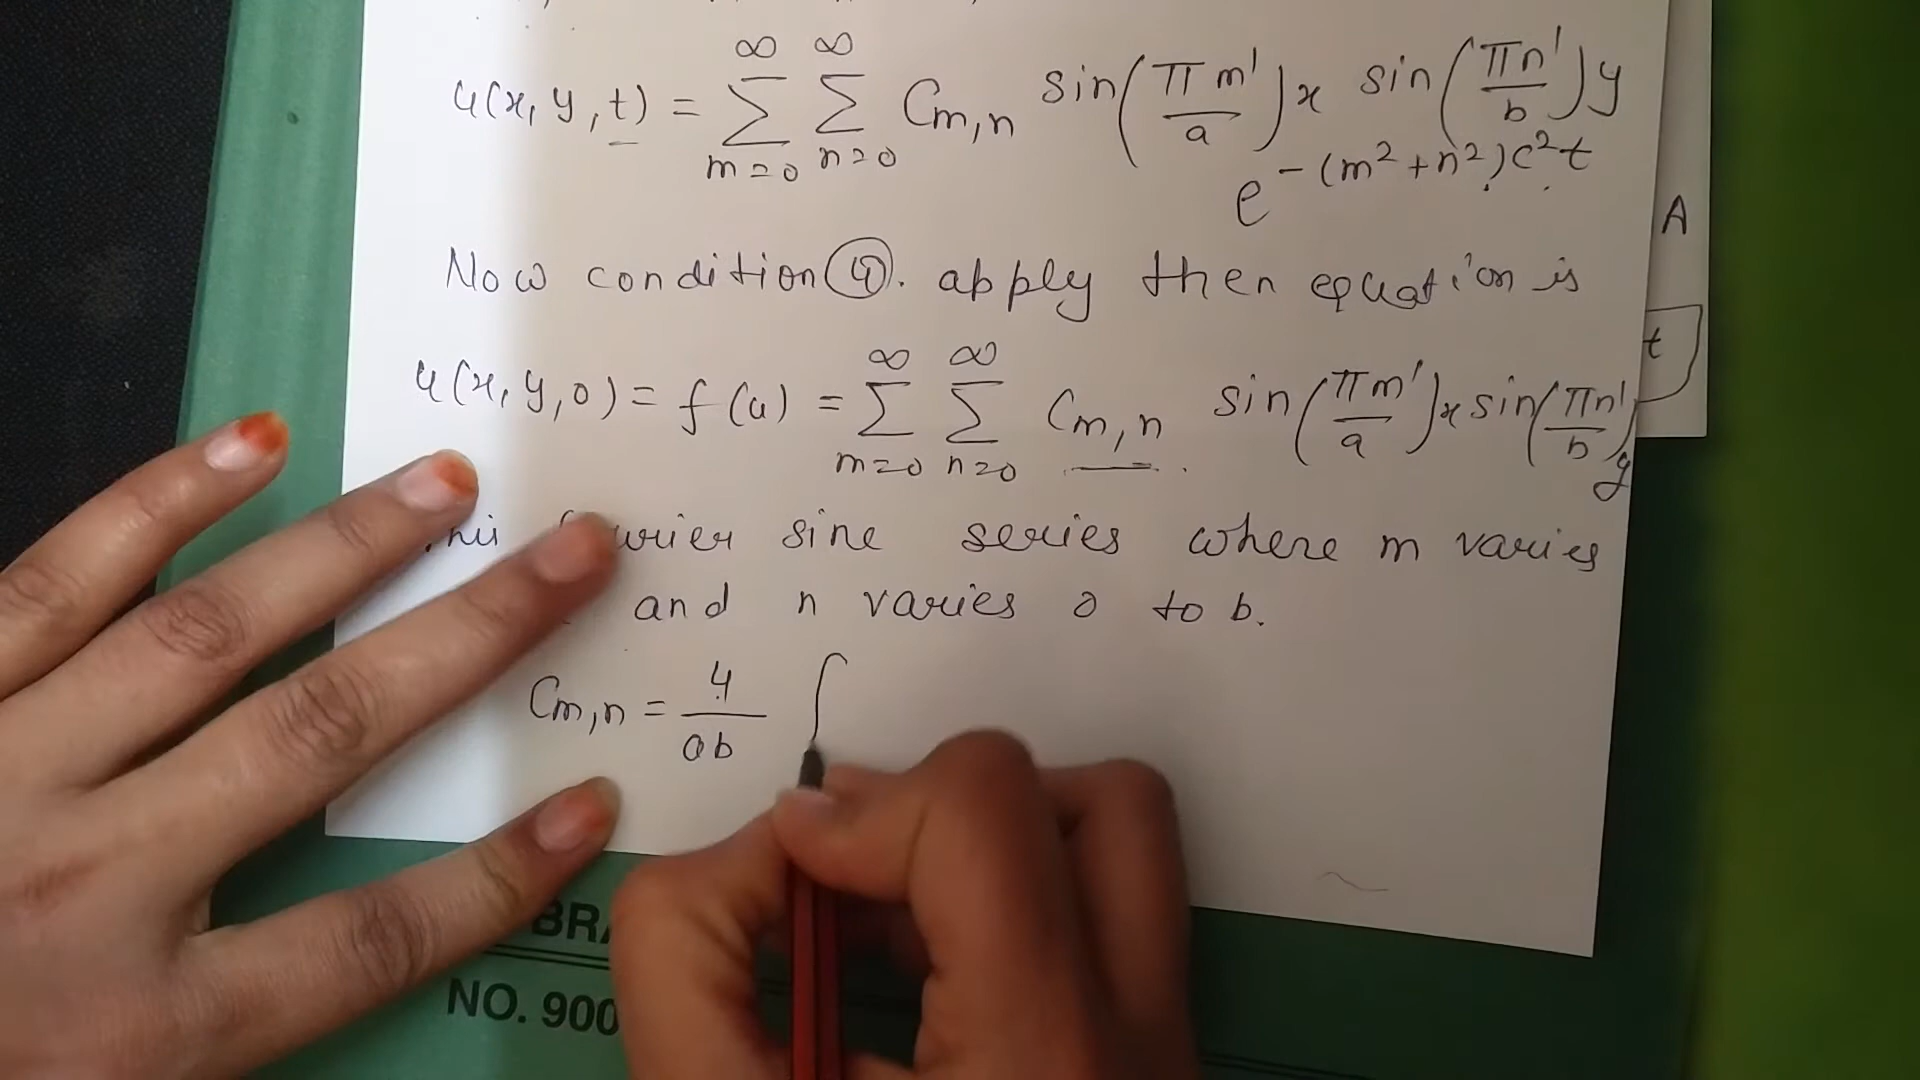 u(x, y, t) = ∞∑m=0 ∞∑n=0 Cm,n sin(πm'/a)x sin(πn'/b)y
e^-(m²+n²)c²t
A
Now condition ④. apply then equation is
t
u(x, y, 0) = f(u) = ∞∑m=0 ∞∑n=0 Cm,n sin(πm'/a)x sin(πn'/b)y
sine series where m varies
and n varies 0 to b.
Cm,n = 4/ab ∫
NO. 900